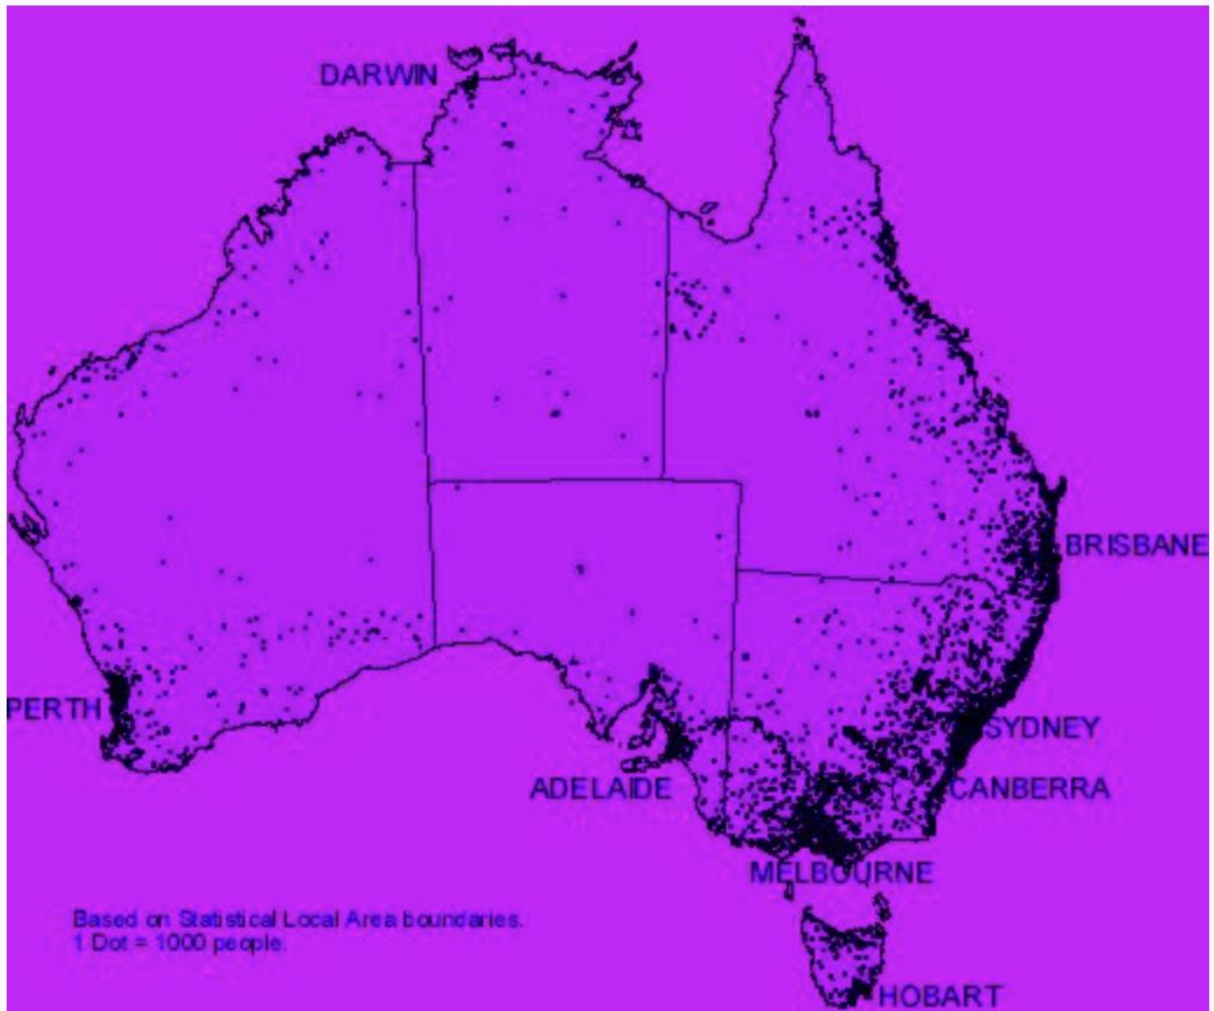 DARWIN
BRISBANE
PERTH
SYDNEY
ADELAIDE
CANBERRA
MELBOURNE
Based on Statistical Local Area boundaries.
1 Dot = 1000 people.
HOBART